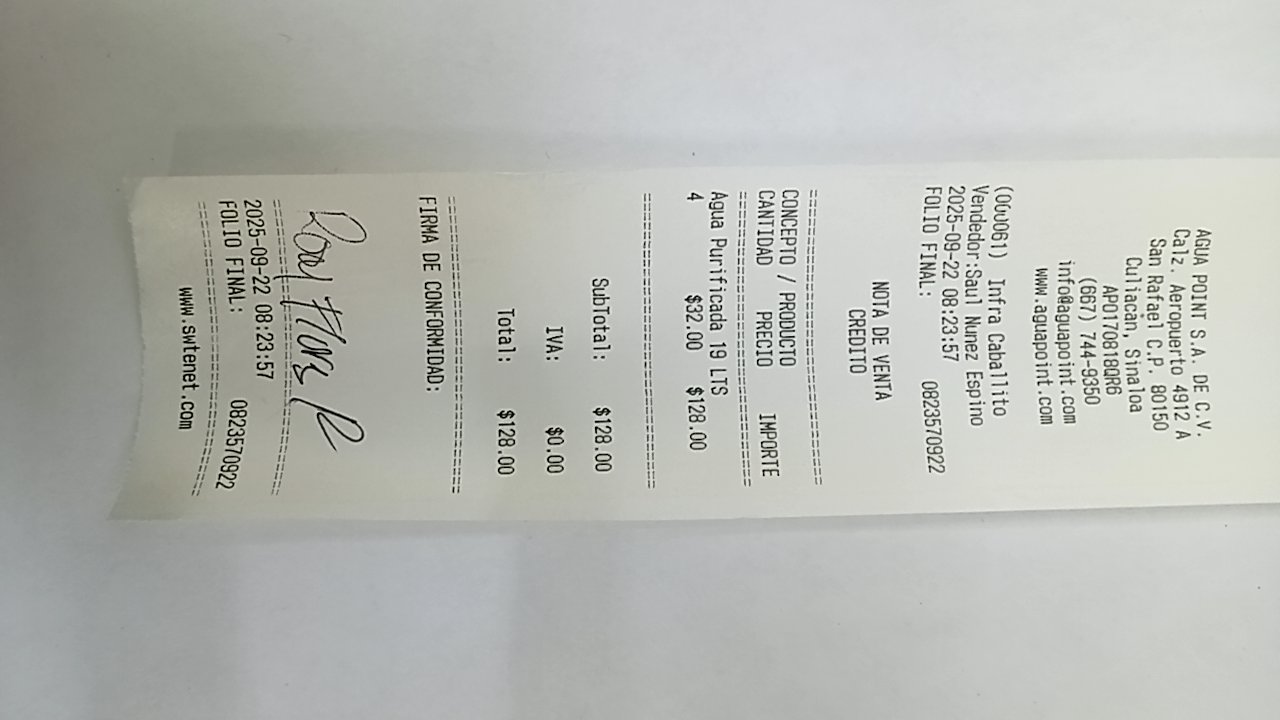 AGUA POINT S.A. DE C.V.
Calz. Aeropuerto 4912 A
San Rafael C.P. 80150
Culiacan, Sinaloa
APO170818QR6
(667) 744-9350
info@aguapoint.com
www.aguapoint.com
(000061) Infra Caballito
Vendedor:Saul Nunez Espino
2025-09-22 08:23:57
FOLIO FINAL: 0823570922
NOTA DE VENTA
CREDITO
CONCEPTO / PRODUCTO
CANTIDAD PRECIO IMPORTE
Agua Purificada 19 LTS
4 $32.00 $128.00
SubTotal: $128.00
IVA: $0.00
Total: $128.00
FIRMA DE CONFORMIDAD:
2025-09-22 08:23:57
FOLIO FINAL: 0823570922
www.swtenet.com